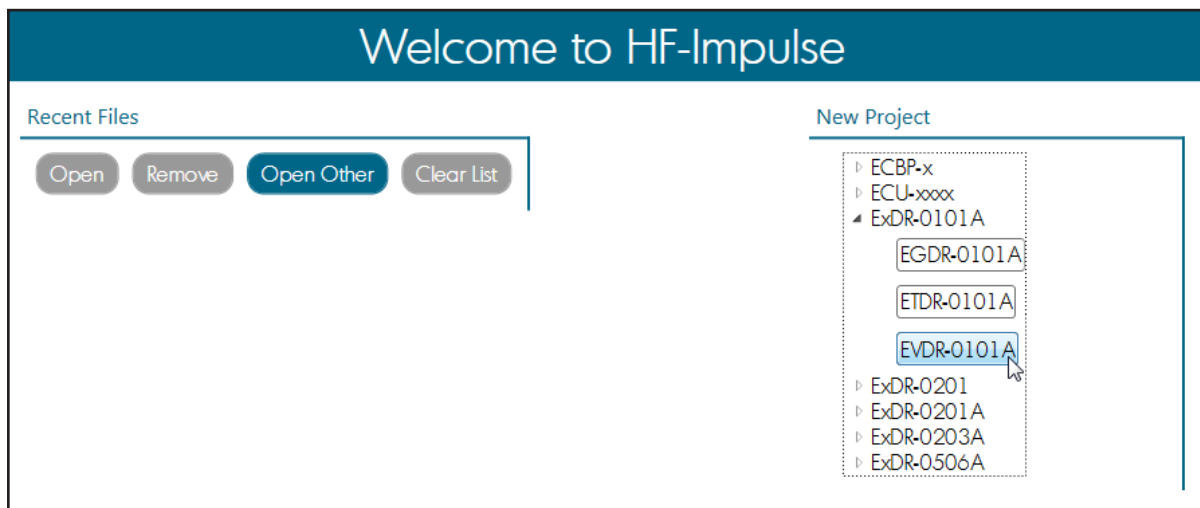 Welcome to HF-Impulse
Recent Files
Open Remove Open Other Clear List
New Project
ECBP-x
ECU-xxxx
ExDR-0101A
EGDR-0101A
ETDR-0101A
EVDR-0101A
ExDR-0201
ExDR-0201A
ExDR-0203A
ExDR-0506A